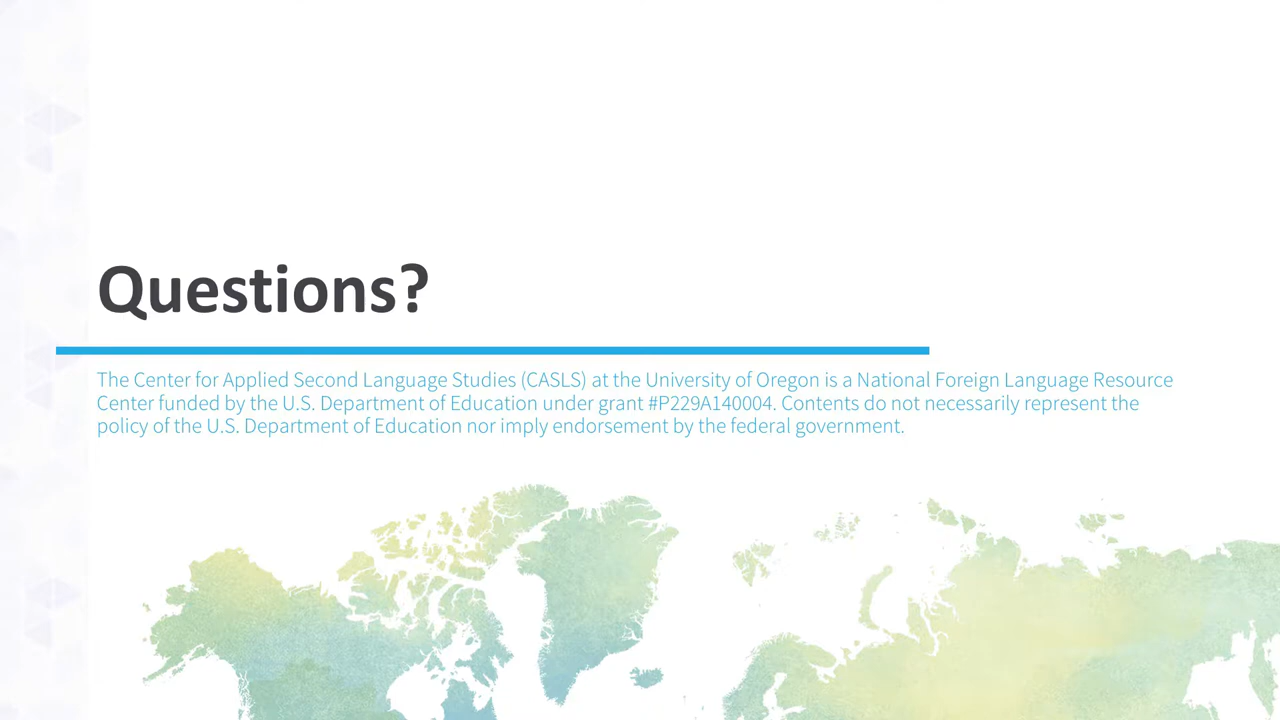 Questions?
The Center for Applied Second Language Studies (CASLS) at the University of Oregon is a National Foreign Language Resource
Center funded by the U.S. Department of Education under grant #P229A140004. Contents do not necessarily represent the
policy of the U.S. Department of Education nor imply endorsement by the federal government.